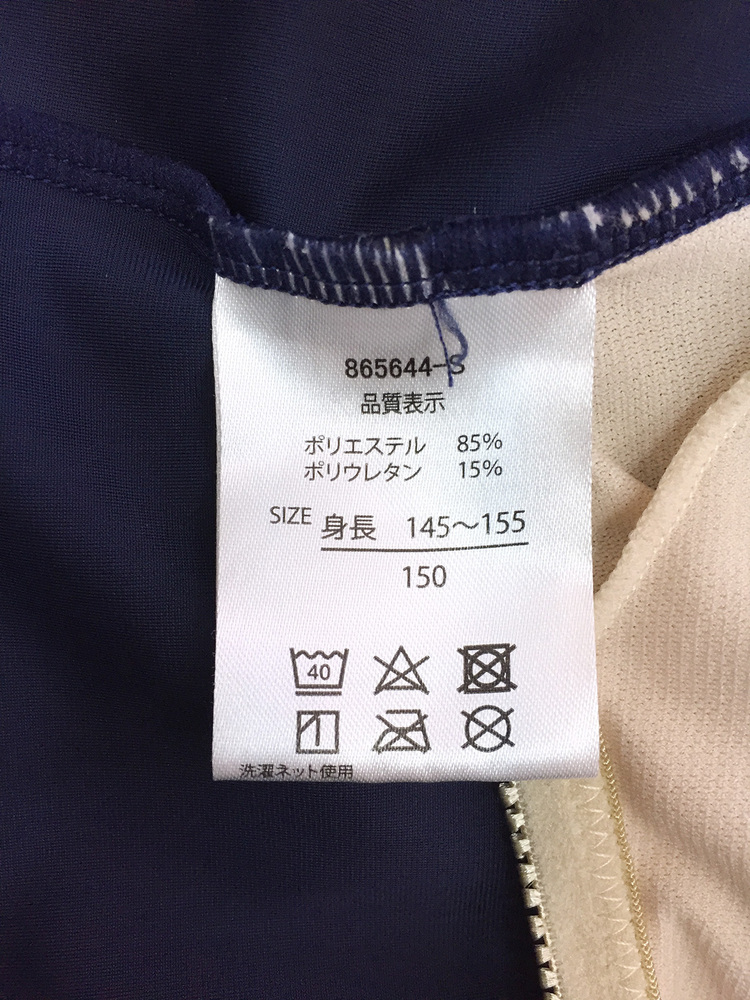 865644-S
品質表示
ポリエステル 85%
ポリウレタン 15%
SIZE 身長 145～155
150
40
洗濯ネット使用